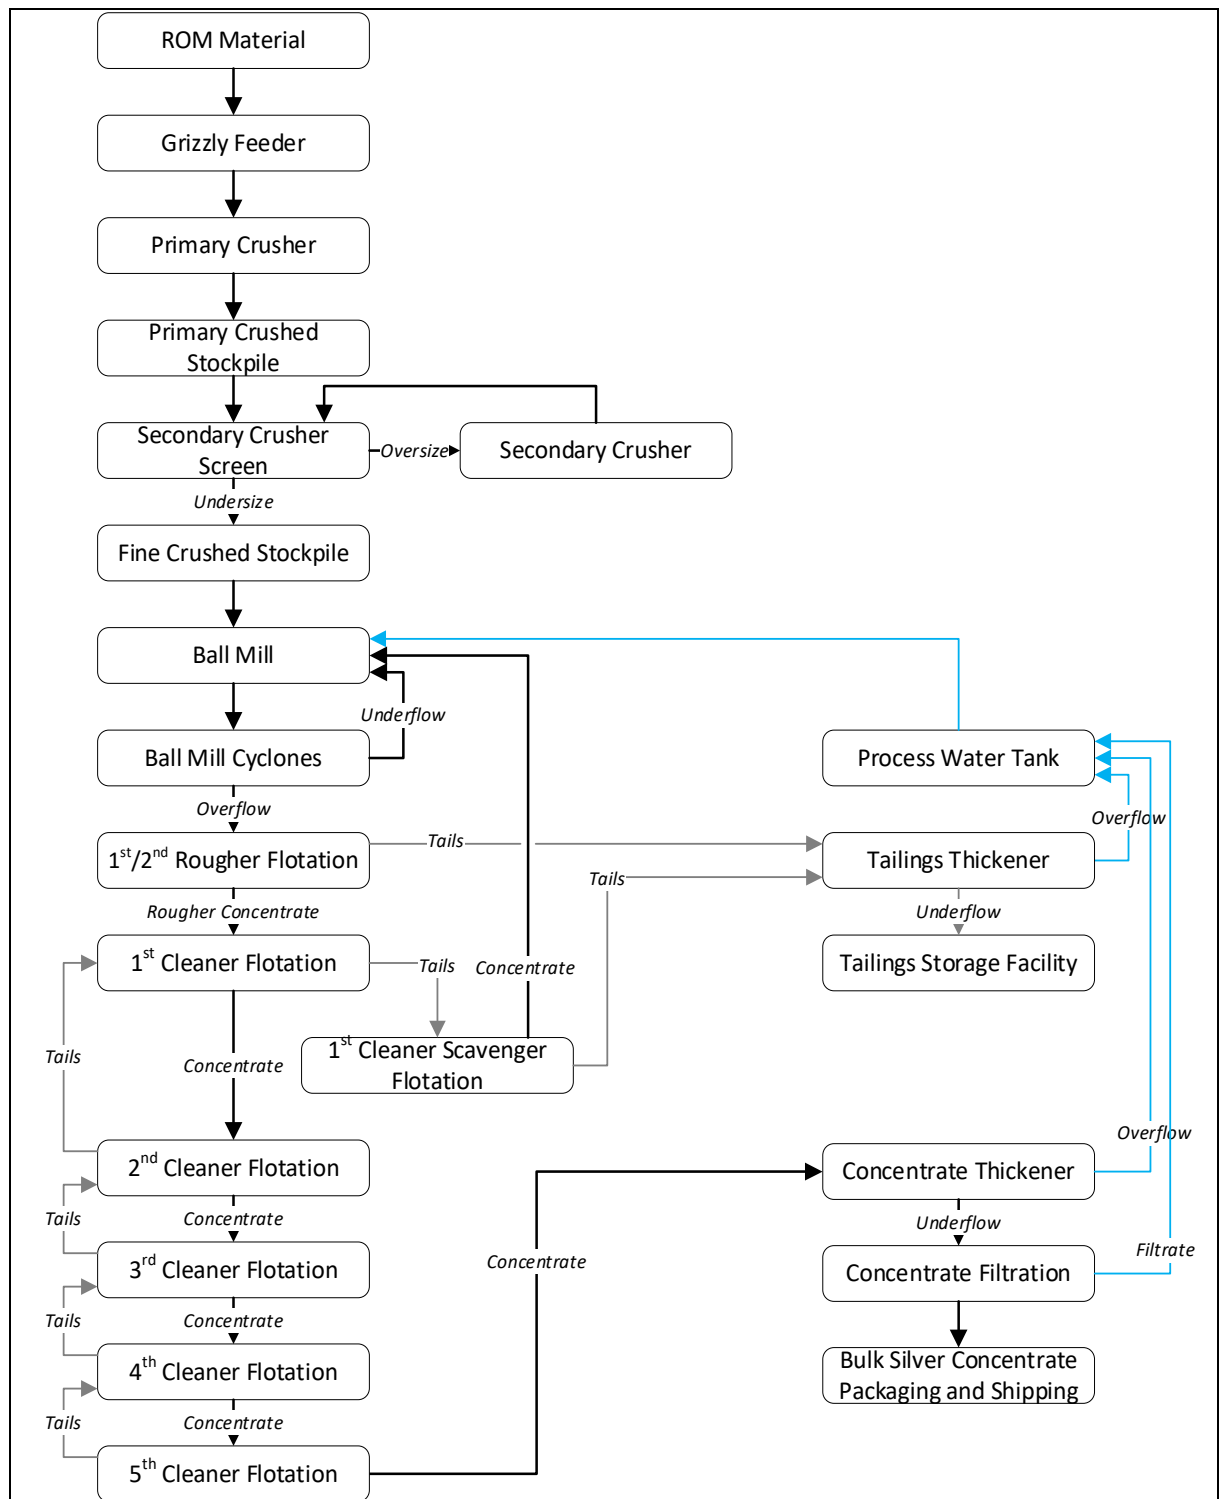 ROM Material
Grizzly Feeder
Primary Crusher
Primary Crushed
Stockpile
Secondary Crusher
Screen
Oversize
Secondary Crusher
Undersize
Fine Crushed Stockpile
Ball Mill
Underflow
Ball Mill Cyclones
Process Water Tank
Overflow
Overflow
1st/2nd Rougher Flotation
Tails
Tailings Thickener
Tails
Rougher Concentrate
Underflow
1st Cleaner Flotation
Tails
Concentrate
Tailings Storage Facility
1st Cleaner Scavenger
Flotation
Tails
Concentrate
Overflow
2nd Cleaner Flotation
Concentrate Thickener
Tails
Concentrate
Underflow
Concentrate
Filtrate
3rd Cleaner Flotation
Concentrate Filtration
Tails
Concentrate
4th Cleaner Flotation
Bulk Silver Concentrate
Packaging and Shipping
Tails
Concentrate
5th Cleaner Flotation